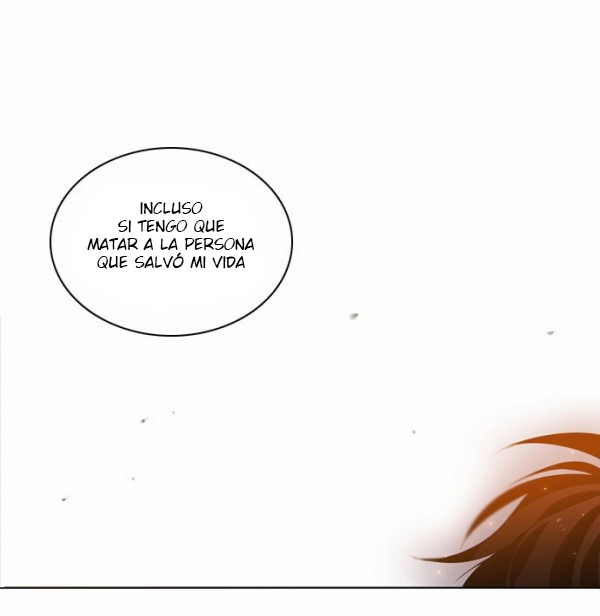 INCLUSO
SI TENGO QUE
MATAR A LA PERSONA
QUE SALVÓ MI VIDA